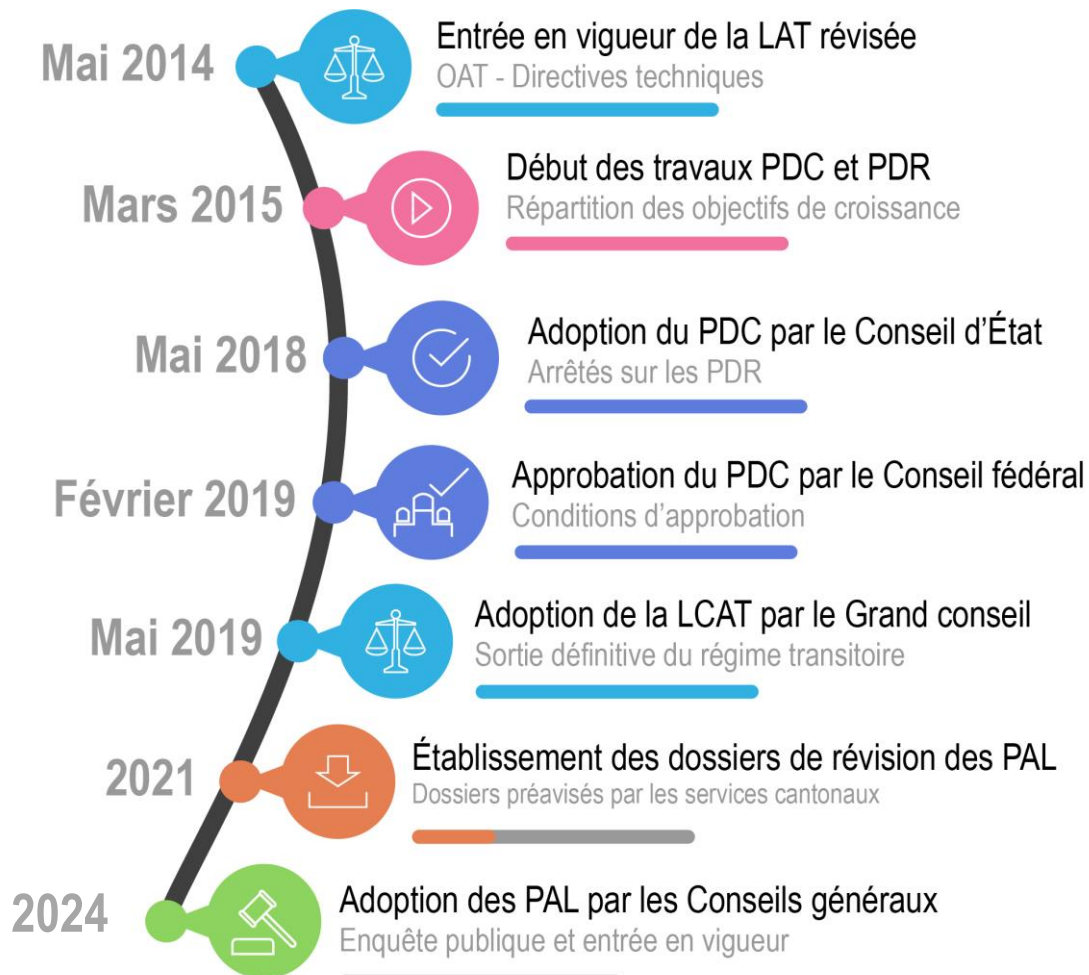 Mai 2014
Entrée en vigueur de la LAT révisée
OAT - Directives techniques
Mars 2015
Début des travaux PDC et PDR
Répartition des objectifs de croissance
Mai 2018
Adoption du PDC par le Conseil d’État
Arrêtés sur les PDR
Février 2019
Approbation du PDC par le Conseil fédéral
Conditions d’approbation
Mai 2019
Adoption de la LCAT par le Grand conseil
Sortie définitive du régime transitoire
2021
Établissement des dossiers de révision des PAL
Dossiers préavisés par les services cantonaux
2024
Adoption des PAL par les Conseils généraux
Enquête publique et entrée en vigueur